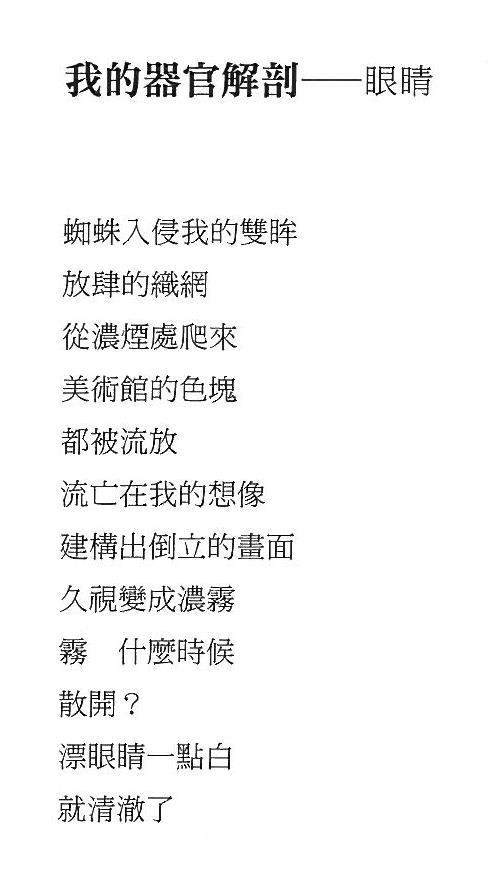 我的器官解剖——眼睛
蜘蛛入侵我的雙眸
放肆的織網
從濃煙處爬來
美術館的色塊
都被流放
流亡在我的想像
建構出倒立的畫面
久視變成濃霧
霧　什麼時候
散開？
漂眼睛一點白
就清澈了